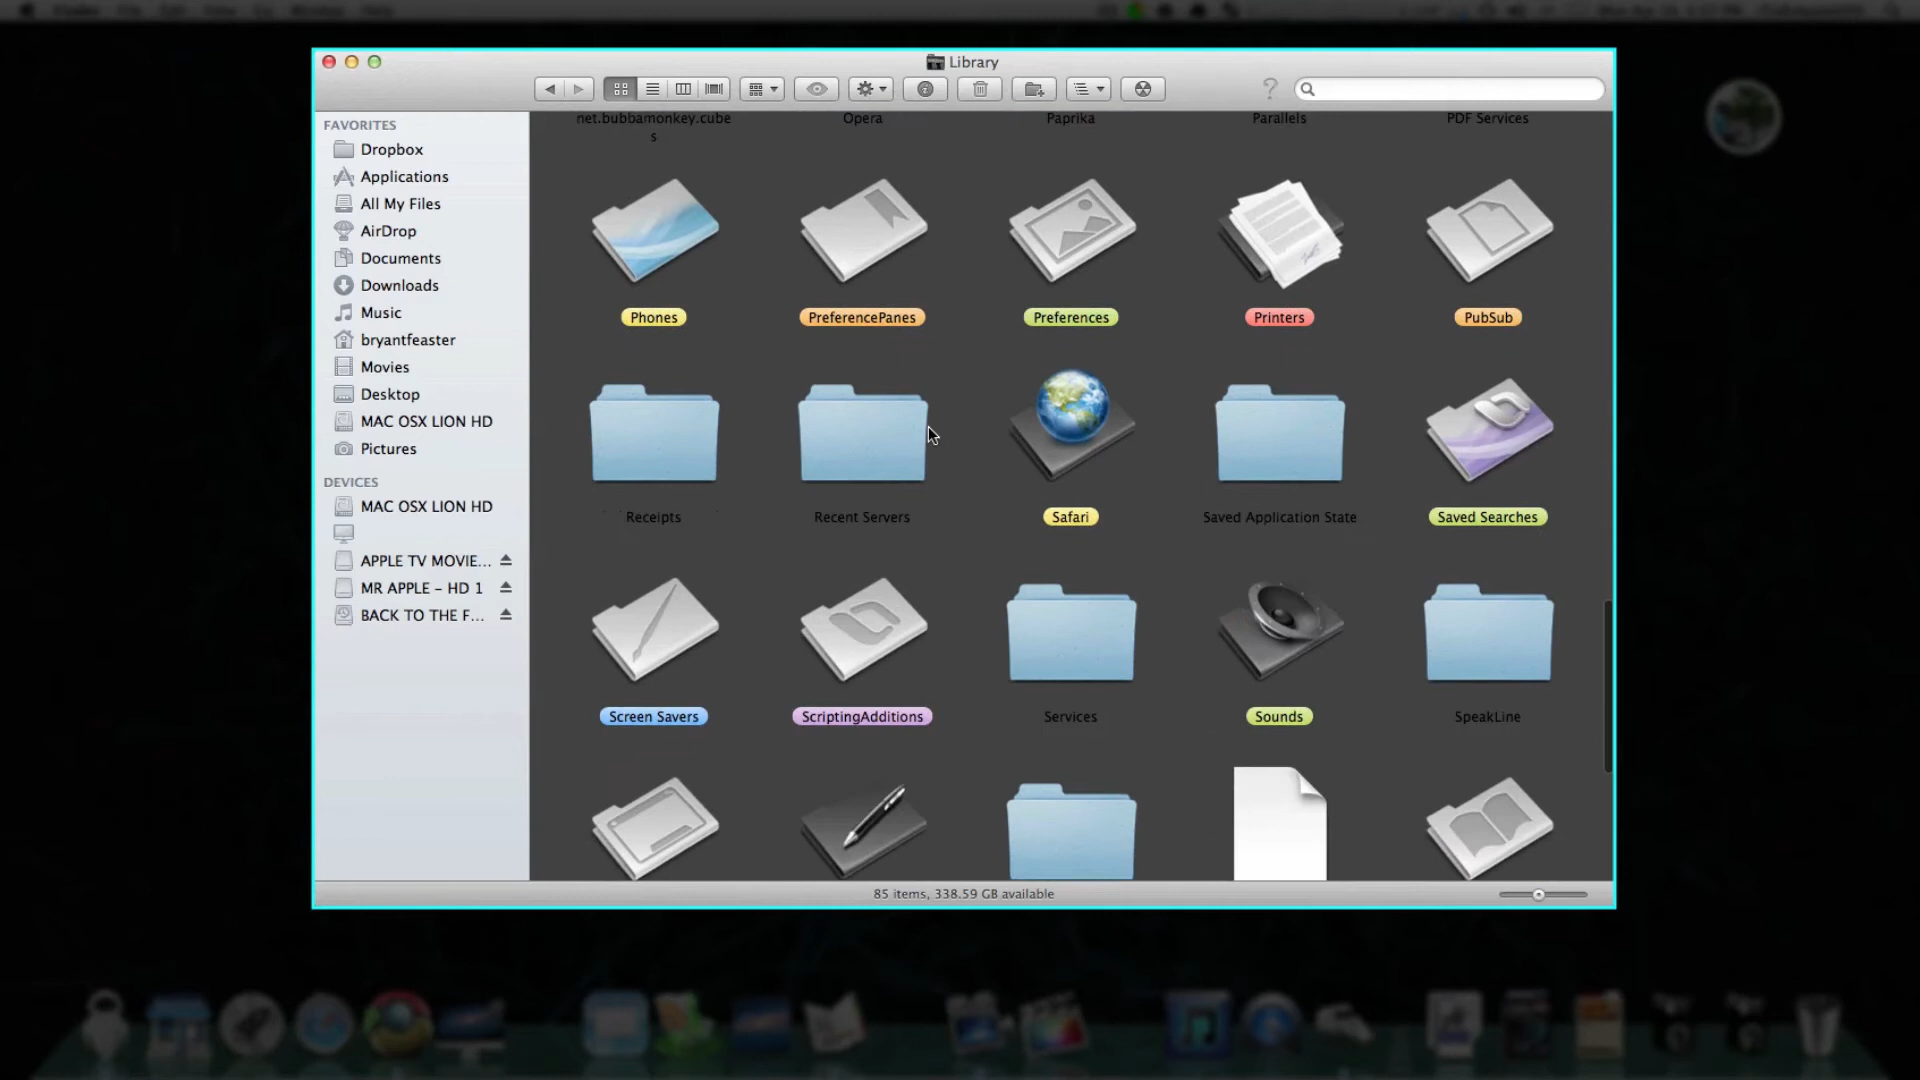 Library
FAVORITES
Dropbox
Applications
All My Files
AirDrop
Documents
Downloads
Music
bryantfeaster
Movies
Desktop
MAC OSX LION HD
Pictures
DEVICES
MAC OSX LION HD
APPLE TV MOVIE...
MR APPLE – HD 1
BACK TO THE F...
net.bubbamonkey.cube
s
Opera
Paprika
Parallels
PDF Services
Phones
PreferencePanes
Preferences
Printers
PubSub
Receipts
Recent Servers
Safari
Saved Application State
Saved Searches
Screen Savers
ScriptingAdditions
Services
Sounds
SpeakLine
85 items, 338.59 GB available